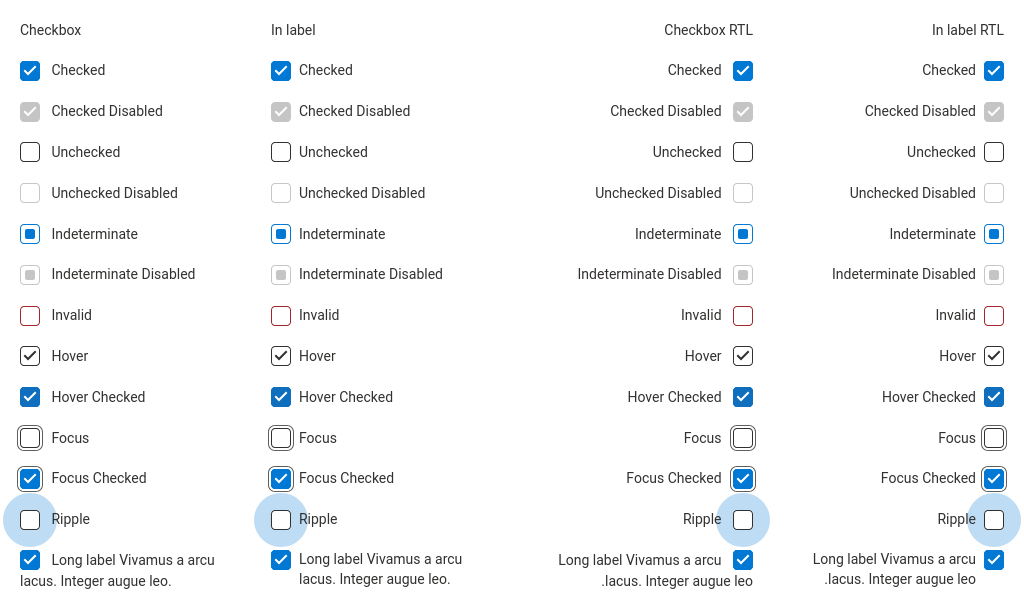 Checkbox In label Checkbox RTL In label RTL
Checked Checked Checked Checked
Checked Disabled Checked Disabled Checked Disabled Checked Disabled
Unchecked Unchecked Unchecked Unchecked
Unchecked Disabled Unchecked Disabled Unchecked Disabled Unchecked Disabled
Indeterminate Indeterminate Indeterminate Indeterminate
Indeterminate Disabled Indeterminate Disabled Indeterminate Disabled Indeterminate Disabled
Invalid Invalid Invalid Invalid
Hover Hover Hover Hover
Hover Checked Hover Checked Hover Checked Hover Checked
Focus Focus Focus Focus
Focus Checked Focus Checked Focus Checked Focus Checked
Ripple Ripple Ripple Ripple
Long label Vivamus a arcu Long label Vivamus a arcu Long label Vivamus a arcu Long label Vivamus a arcu
lacus. Integer augue leo. lacus. Integer augue leo. .lacus. Integer augue leo .lacus. Integer augue leo